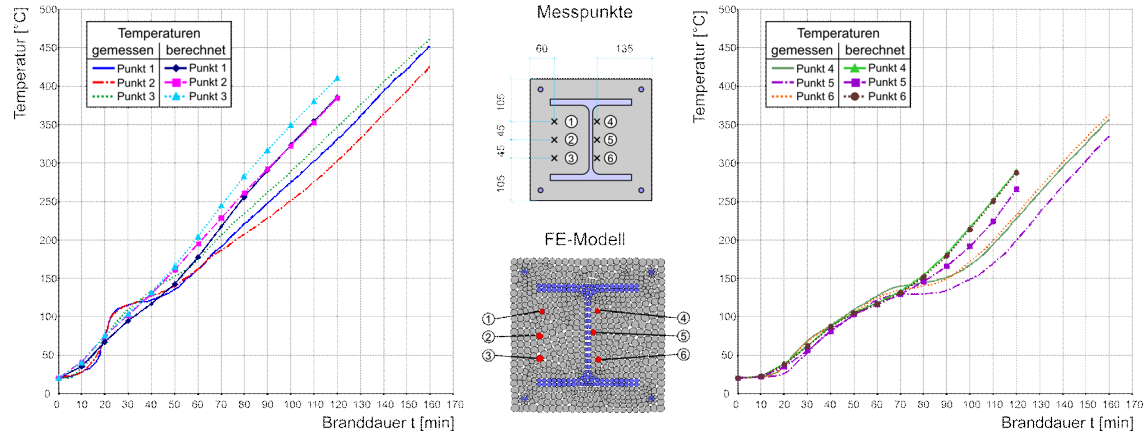 Temperatur [°C]
500
450
400
350
300
250
200
150
100
50
0
0 10 20 30 40 50 60 70 80 90 100 110 120 130 140 150 160 170
Branddauer t [min]
Temperaturen
gemessen berechnet
Punkt 1 Punkt 1
Punkt 2 Punkt 2
Punkt 3 Punkt 3
Messpunkte
60 135
105
45
45
105
1 4
2 5
3 6
FE-Modell
1 4
2 5
3 6
Temperatur [°C]
500
450
400
350
300
250
200
150
100
50
0
0 10 20 30 40 50 60 70 80 90 100 110 120 130 140 150 160 170
Branddauer t [min]
Temperaturen
gemessen berechnet
Punkt 4 Punkt 4
Punkt 5 Punkt 5
Punkt 6 Punkt 6